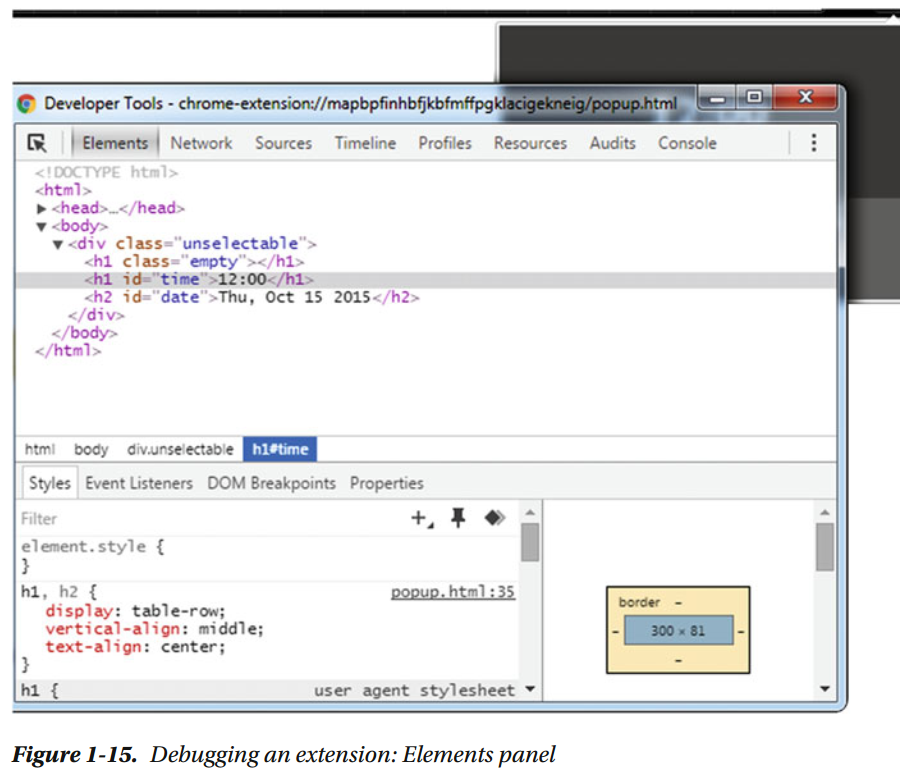 Developer Tools - chrome-extension://mapbpfinhbfjkbfmffpgklacigekneig/popup.html
Elements Network Sources Timeline Profiles Resources Audits Console
<!DOCTYPE html>
<html>
▶<head>…</head>
▼<body>
▼<div class="unselectable">
<h1 class="empty"></h1>
<h1 id="time">12:00</h1>
<h2 id="date">Thu, Oct 15 2015</h2>
</div>
</body>
</html>
html body div.unselectable h1#time
Styles Event Listeners DOM Breakpoints Properties
Filter
element.style {
}
h1, h2 { popup.html:35
display: table-row;
vertical-align: middle;
text-align: center;
}
h1 { user agent stylesheet
border –
– 300 × 81 –
–
Figure 1-15. Debugging an extension: Elements panel